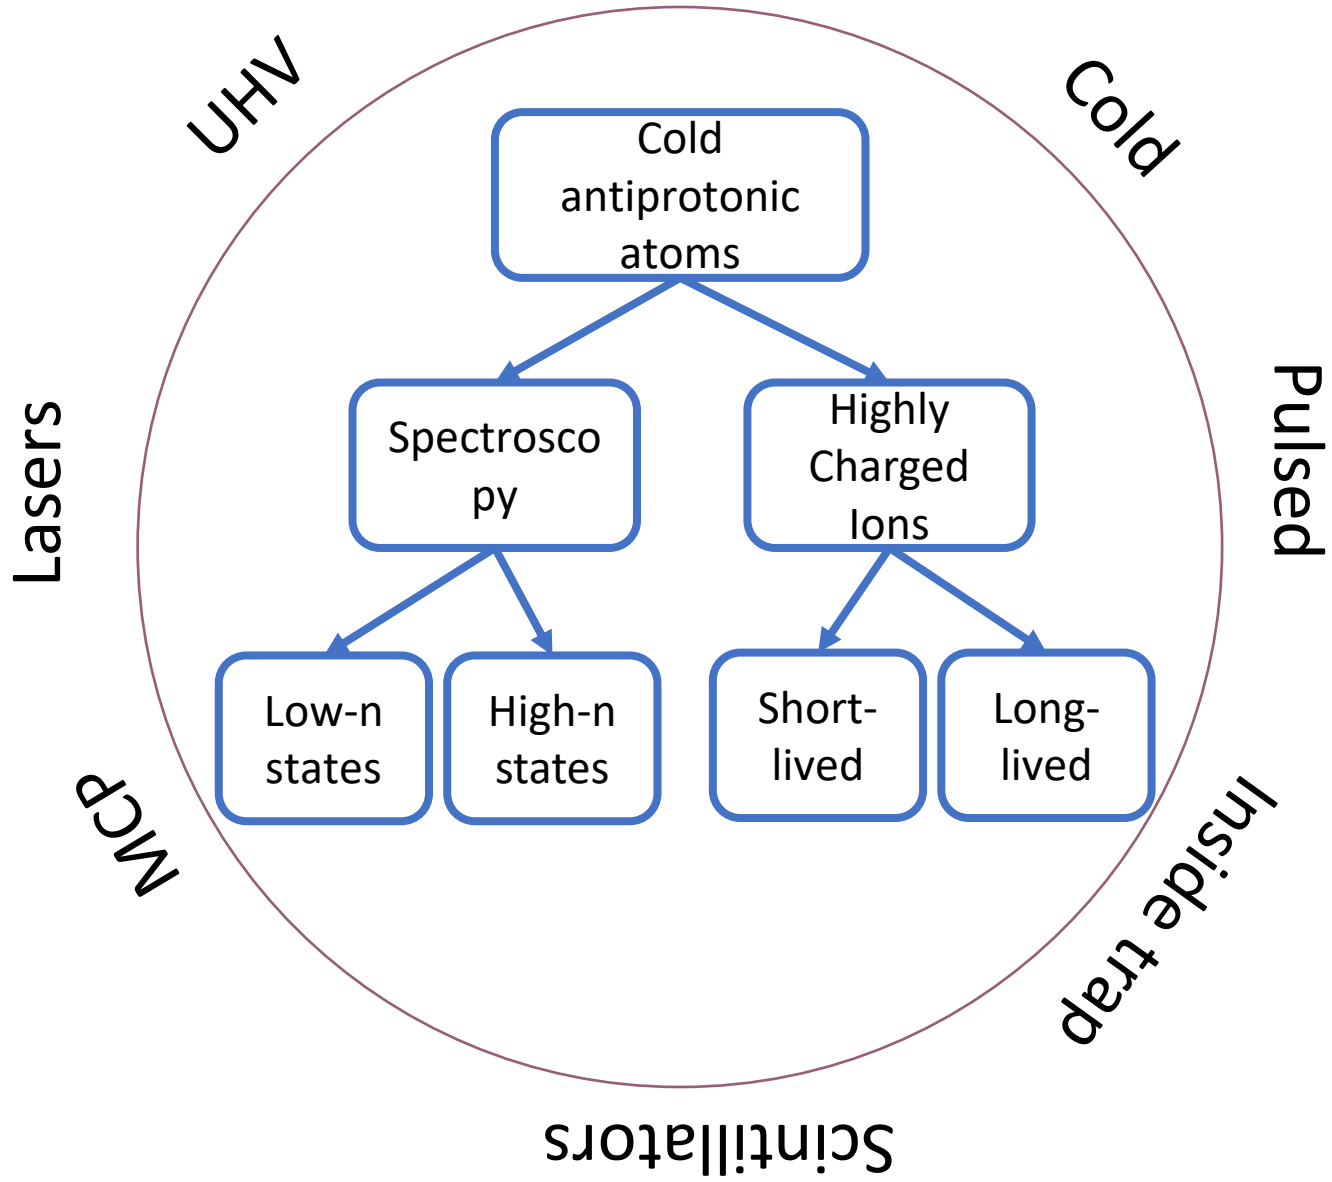 UHV
Cold
Cold
antiprotonic
atoms
Lasers
Pulsed
Spectrosco
py
Highly
Charged
Ions
Low-n
states
High-n
states
Short-
lived
Long-
lived
MCP
Inside trap
Scintillators